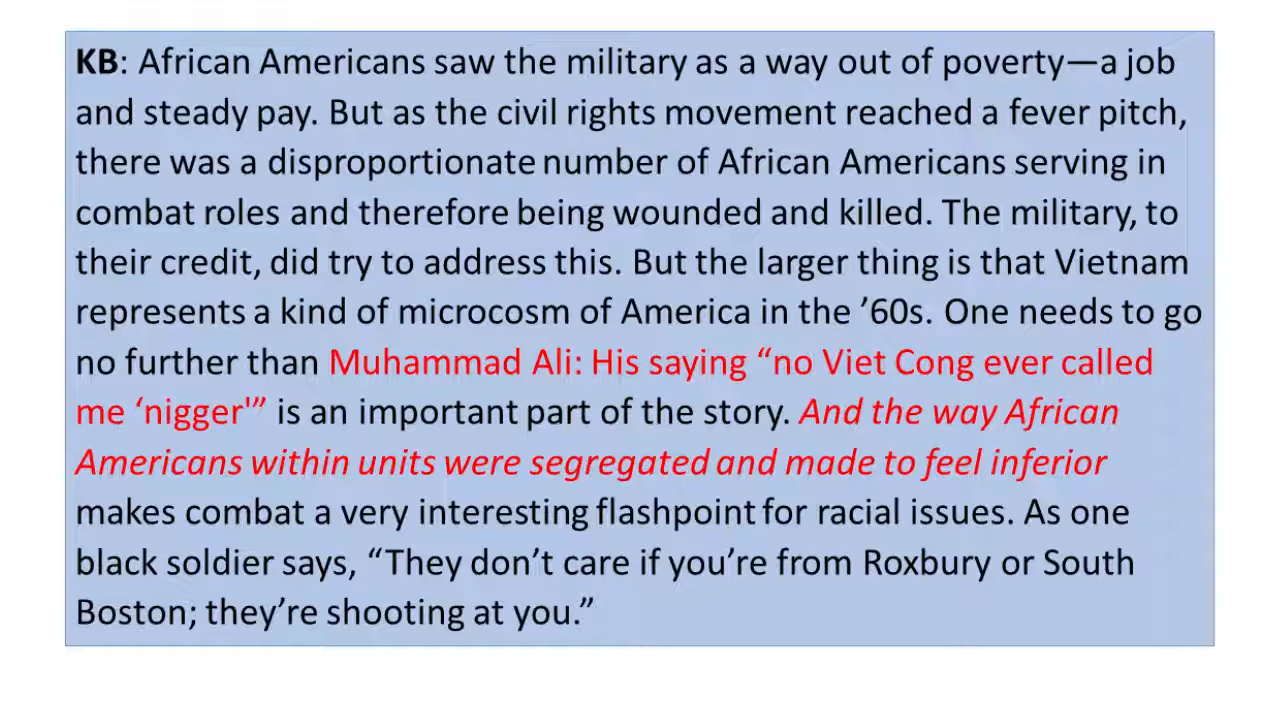 KB: African Americans saw the military as a way out of poverty—a job
and steady pay. But as the civil rights movement reached a fever pitch,
there was a disproportionate number of African Americans serving in
combat roles and therefore being wounded and killed. The military, to
their credit, did try to address this. But the larger thing is that Vietnam
represents a kind of microcosm of America in the ’60s. One needs to go
no further than Muhammad Ali: His saying “no Viet Cong ever called
me ‘nigger'” is an important part of the story. And the way African
Americans within units were segregated and made to feel inferior
makes combat a very interesting flashpoint for racial issues. As one
black soldier says, “They don’t care if you’re from Roxbury or South
Boston; they’re shooting at you.”